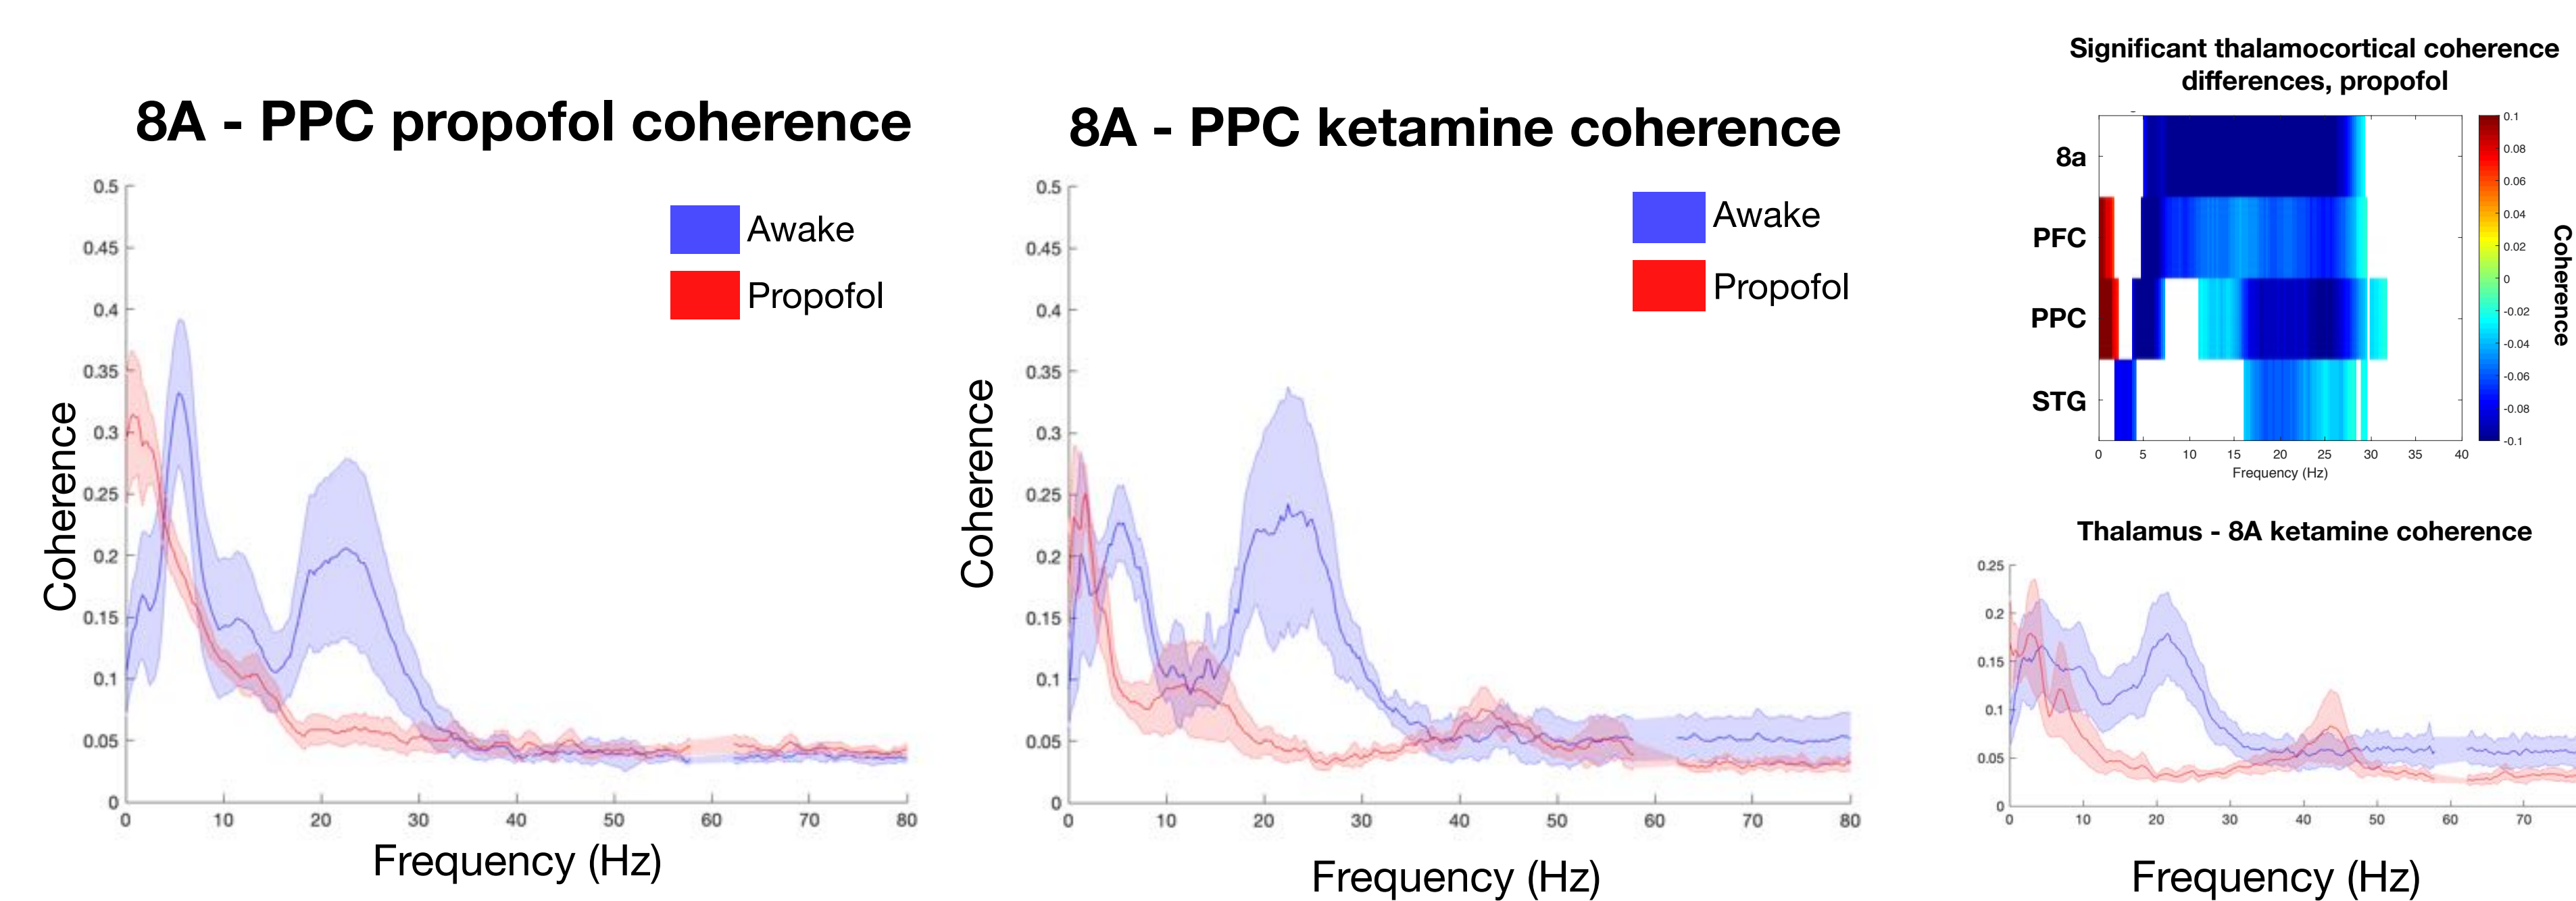 8A - PPC propofol coherence
0.5
0.45
0.4
0.35
0.3
0.25
0.2
0.15
0.1
0.05
0
Coherence
Awake
Propofol
0 10 20 30 40 50 60 70 80
Frequency (Hz)
8A - PPC ketamine coherence
0.5
0.45
0.4
0.35
0.3
0.25
0.2
0.15
0.1
0.05
0
Coherence
Awake
Propofol
0 10 20 30 40 50 60 70 80
Frequency (Hz)
Significant thalamocortical coherence
differences, propofol
8a
PFC
PPC
STG
0 5 10 15 20 25 30 35 40
Frequency (Hz)
0.1
0.08
0.06
0.04
0.02
0
-0.02
-0.04
-0.06
-0.08
-0.1
Coherence
Thalamus - 8A ketamine coherence
0.25
0.2
0.15
0.1
0.05
0
0 10 20 30 40 50 60 70
Frequency (Hz)